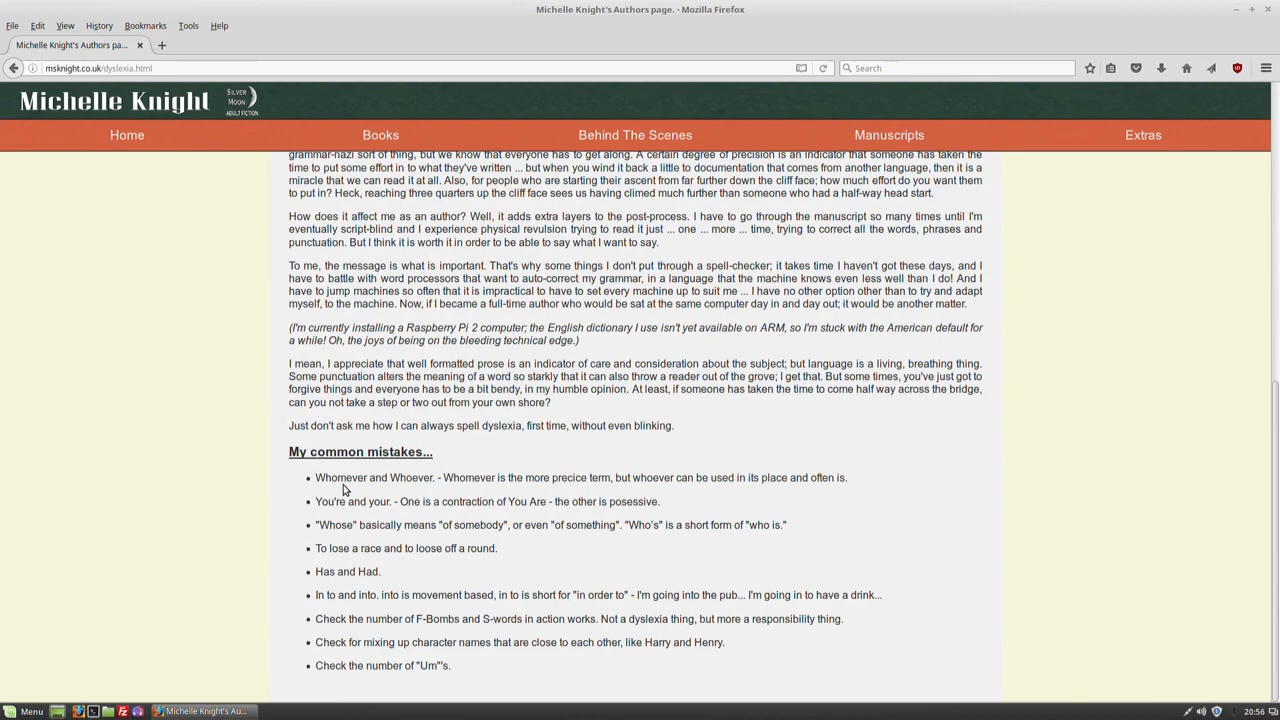 Michelle Knight's Authors page. - Mozilla Firefox
File Edit View History Bookmarks Tools Help
Michelle Knight's Authors pa...
msknight.co.uk/dyslexia.html
Search
Michelle Knight
SILVER
MOON
ADULT FICTION
Home Books Behind The Scenes Manuscripts Extras
grammar-nazi sort of thing, but we know that everyone has to get along. A certain degree of precision is an indicator that someone has taken the
time to put some effort in to what they've written ... but when you wind it back a little to documentation that comes from another language, then it is a
miracle that we can read it at all. Also, for people who are starting their ascent from far further down the cliff face; how much effort do you want them
to put in? Heck, reaching three quarters up the cliff face sees us having climed much further than someone who had a half-way head start.
How does it affect me as an author? Well, it adds extra layers to the post-process. I have to go through the manuscript so many times until I'm
eventually script-blind and I experience physical revulsion trying to read it just ... one ... more ... time, trying to correct all the words, phrases and
punctuation. But I think it is worth it in order to be able to say what I want to say.
To me, the message is what is important. That's why some things I don't put through a spell-checker; it takes time I haven't got these days, and I
have to battle with word processors that want to auto-correct my grammar, in a language that the machine knows even less well than I do! And I
have to jump machines so often that it is impractical to have to set every machine up to suit me ... I have no other option other than to try and adapt
myself, to the machine. Now, if I became a full-time author who would be sat at the same computer day in and day out; it would be another matter.
(I'm currently installing a Raspberry Pi 2 computer; the English dictionary I use isn't yet available on ARM, so I'm stuck with the American default for
a while! Oh, the joys of being on the bleeding technical edge.)
I mean, I appreciate that well formatted prose is an indicator of care and consideration about the subject; but language is a living, breathing thing.
Some punctuation alters the meaning of a word so starkly that it can also throw a reader out of the grove; I get that. But some times, you've just got to
forgive things and everyone has to be a bit bendy, in my humble opinion. At least, if someone has taken the time to come half way across the bridge,
can you not take a step or two out from your own shore?
Just don't ask me how I can always spell dyslexia, first time, without even blinking.
My common mistakes...
• Whomever and Whoever. - Whomever is the more precice term, but whoever can be used in its place and often is.
• You're and your. - One is a contraction of You Are - the other is posessive.
• "Whose" basically means "of somebody", or even "of something". "Who's" is a short form of "who is."
• To lose a race and to loose off a round.
• Has and Had.
• In to and into. into is movement based, in to is short for "in order to" - I'm going into the pub... I'm going in to have a drink...
• Check the number of F-Bombs and S-words in action works. Not a dyslexia thing, but more a responsibility thing.
• Check for mixing up character names that are close to each other, like Harry and Henry.
• Check the number of "Um"'s.
Menu Michelle Knight's Au... 20:56